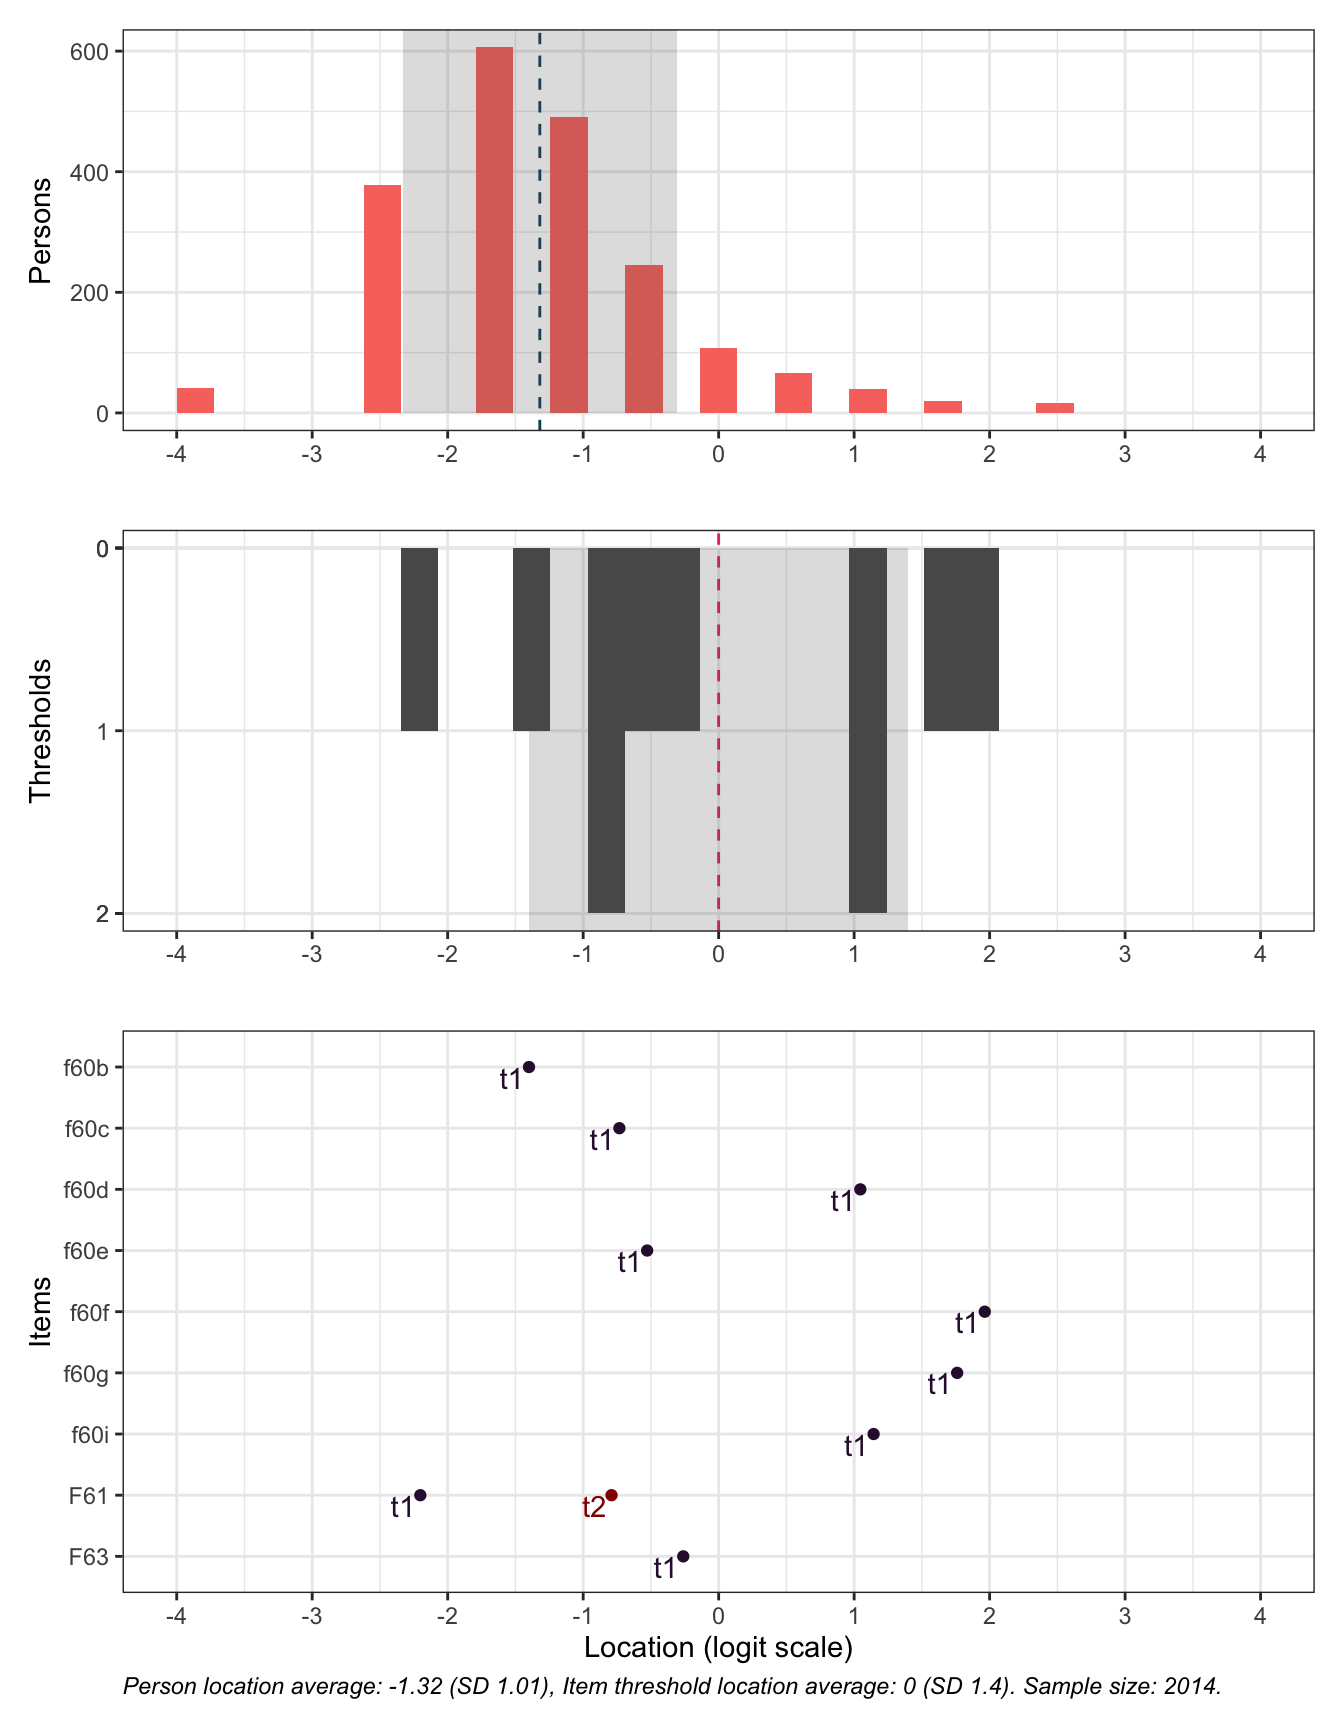 600
400
200
0
Persons
-4 -3 -2 -1 0 1 2 3 4
0
1
2
Thresholds
-4 -3 -2 -1 0 1 2 3 4
f60b t1
f60c t1
f60d t1
f60e t1
f60f t1
f60g t1
f60i t1
F61 t1 t2
F63 t1
Items
-4 -3 -2 -1 0 1 2 3 4
Location (logit scale)
Person location average: -1.32 (SD 1.01), Item threshold location average: 0 (SD 1.4). Sample size: 2014.